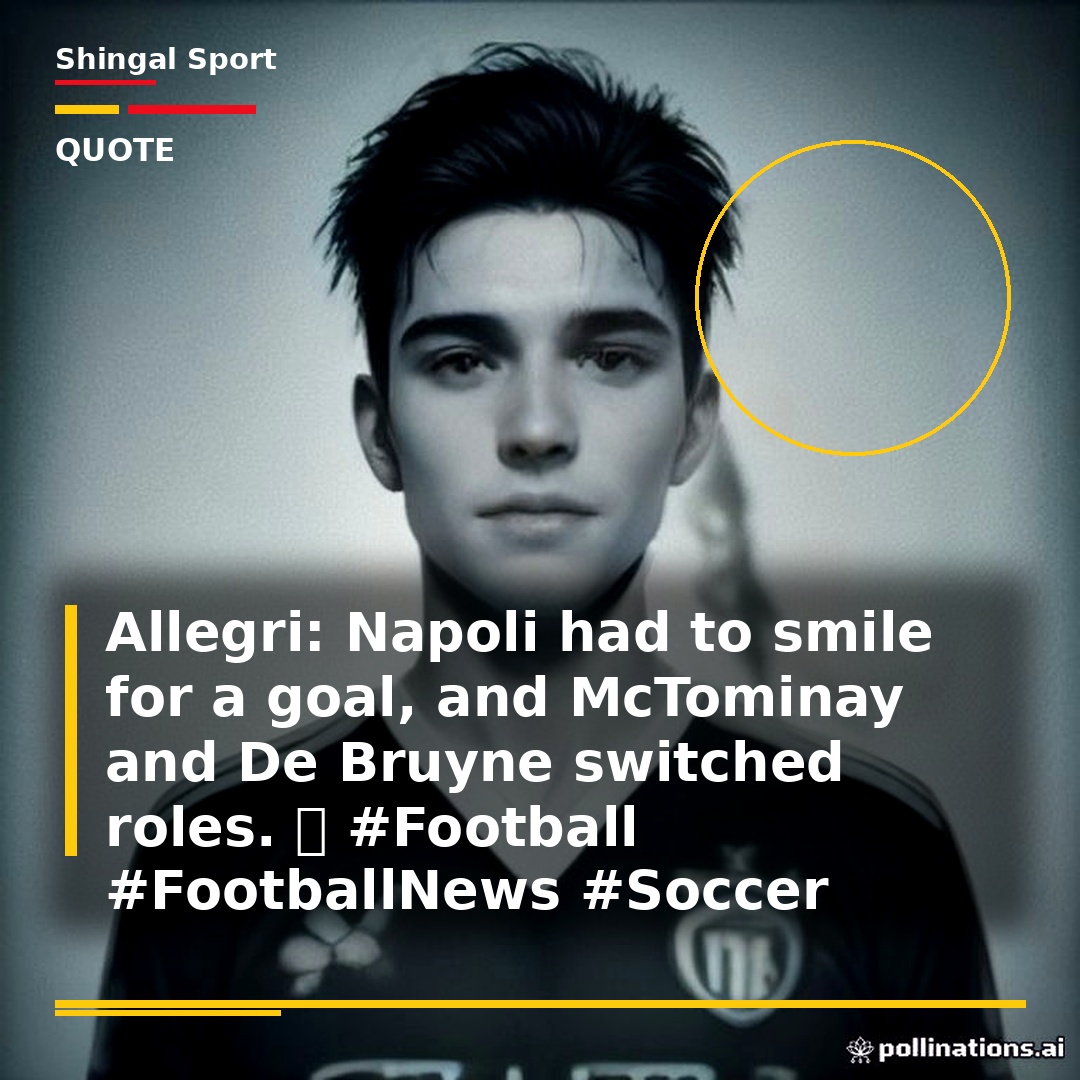 Shingal Sport
QUOTE
Allegri: Napoli had to smile
for a goal, and McTominay
and De Bruyne switched
roles. #Football
#FootballNews #Soccer
pollinations.ai